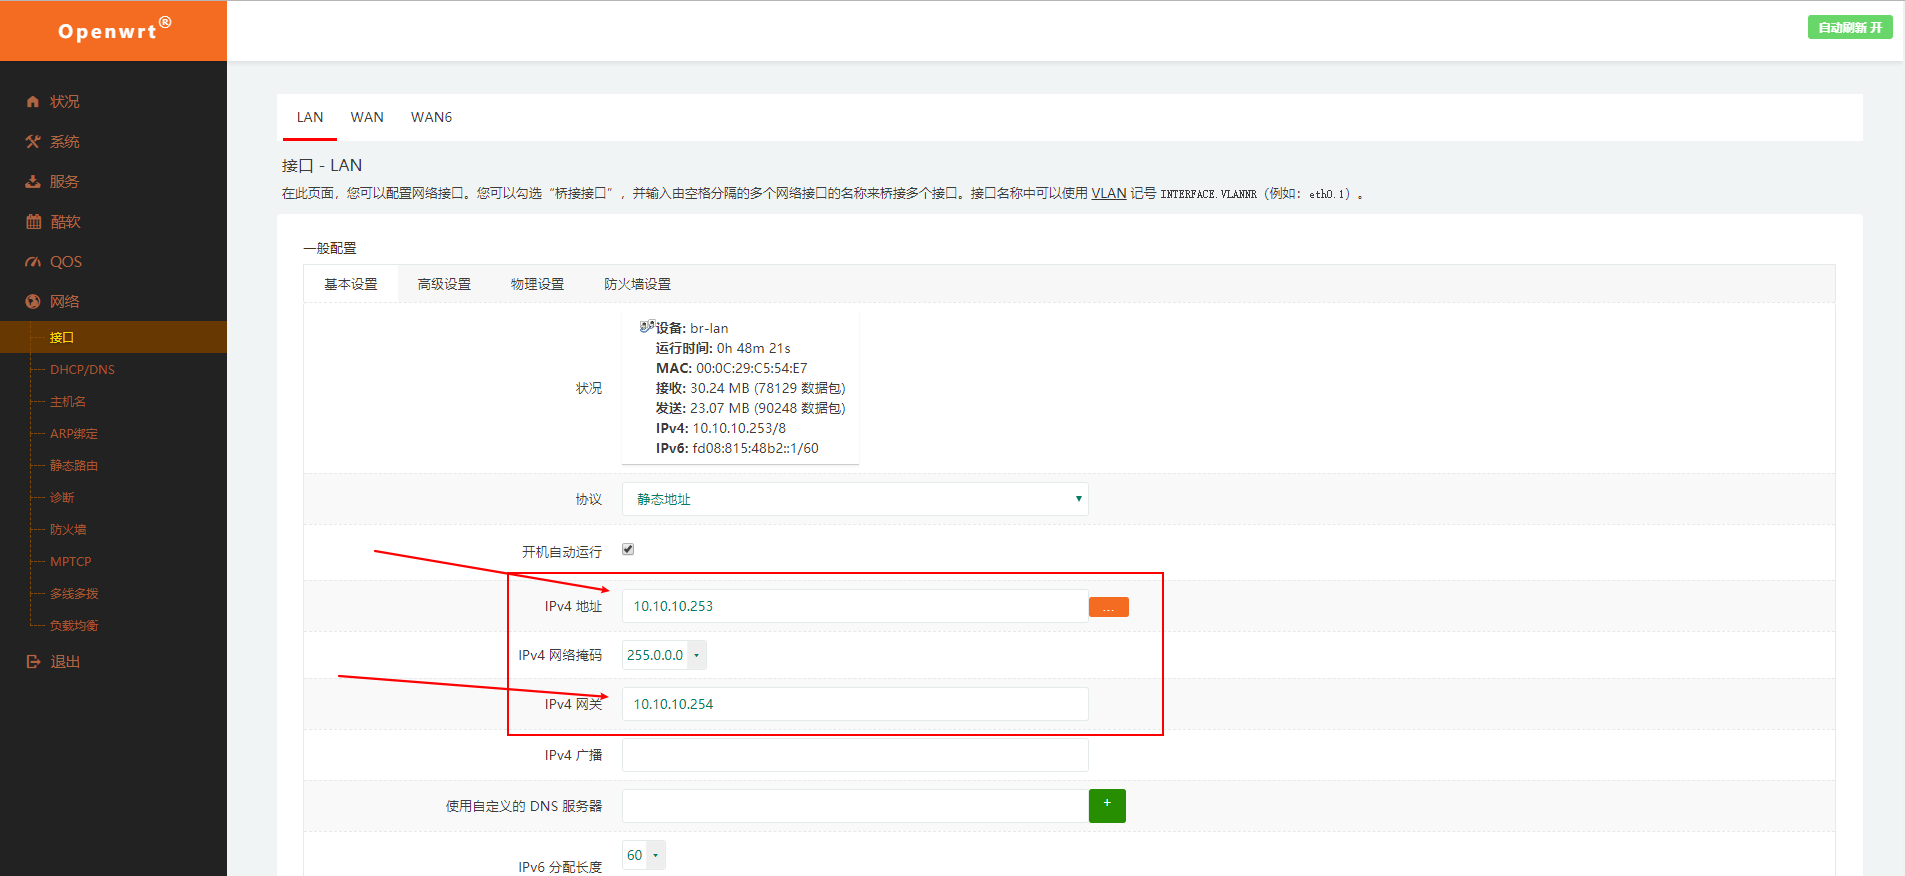 Openwrt®
自动刷新 开
状况
系统
服务
酷软
QOS
网络
接口
DHCP/DNS
主机名
ARP绑定
静态路由
诊断
防火墙
MPTCP
多线多拨
负载均衡
退出
LAN WAN WAN6
接口 - LAN
在此页面，您可以配置网络接口。您可以勾选“桥接接口”，并输入由空格分隔的多个网络接口的名称来桥接多个接口。接口名称中可以使用 VLAN 记号 INTERFACE.VLANNR（例如：eth0.1）。
一般配置
基本设置 高级设置 物理设置 防火墙设置
状况
设备: br-lan
运行时间: 0h 48m 21s
MAC: 00:0C:29:C5:54:E7
接收: 30.24 MB (78129 数据包)
发送: 23.07 MB (90248 数据包)
IPv4: 10.10.10.253/8
IPv6: fd08:815:48b2::1/60
协议 静态地址
开机自动运行
IPv4 地址 10.10.10.253 ...
IPv4 网络掩码 255.0.0.0
IPv4 网关 10.10.10.254
IPv4 广播
使用自定义的 DNS 服务器 +
IPv6 分配长度 60